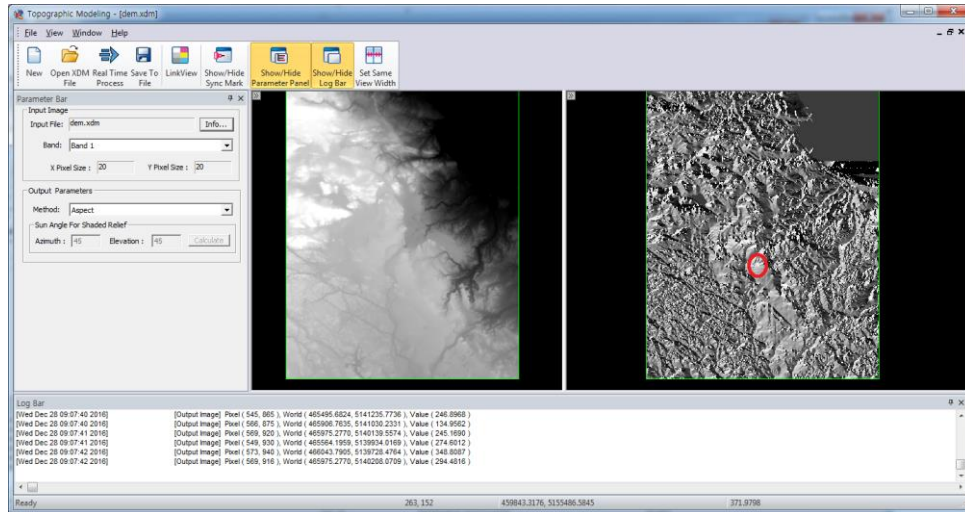 Topographic Modeling - [dem.xdm]
File View Window Help
New Open XDM File Real Time Process Save To File LinkView Show/Hide Sync Mark Show/Hide Parameter Panel Show/Hide Log Bar Set Same View Width
Parameter Bar
Input Image
Input File: dem.xdm Info...
Band: Band 1
X Pixel Size : 20 Y Pixel Size : 20
Output Parameters
Method: Aspect
Sun Angle For Shaded Relief
Azimuth : 45 Elevation : 45 Calculate
Log Bar
[Wed Dec 28 09:07:40 2016] [Output Image] Pixel ( 545, 865 ), World ( 465495.6824, 5141235.7736 ), Value ( 246.8968 )
[Wed Dec 28 09:07:40 2016] [Output Image] Pixel ( 566, 875 ), World ( 465906.7635, 5141030.2331 ), Value ( 134.9562 )
[Wed Dec 28 09:07:41 2016] [Output Image] Pixel ( 569, 920 ), World ( 465975.2770, 5140139.5574 ), Value ( 245.1690 )
[Wed Dec 28 09:07:41 2016] [Output Image] Pixel ( 549, 930 ), World ( 465564.1959, 5139934.0169 ), Value ( 274.6012 )
[Wed Dec 28 09:07:42 2016] [Output Image] Pixel ( 573, 940 ), World ( 466043.7905, 5139728.4764 ), Value ( 348.8087 )
[Wed Dec 28 09:07:42 2016] [Output Image] Pixel ( 569, 916 ), World ( 465975.2770, 5140208.0709 ), Value ( 294.4816 )
Ready 263, 152 459843.3176, 5155486.5845 371.9798